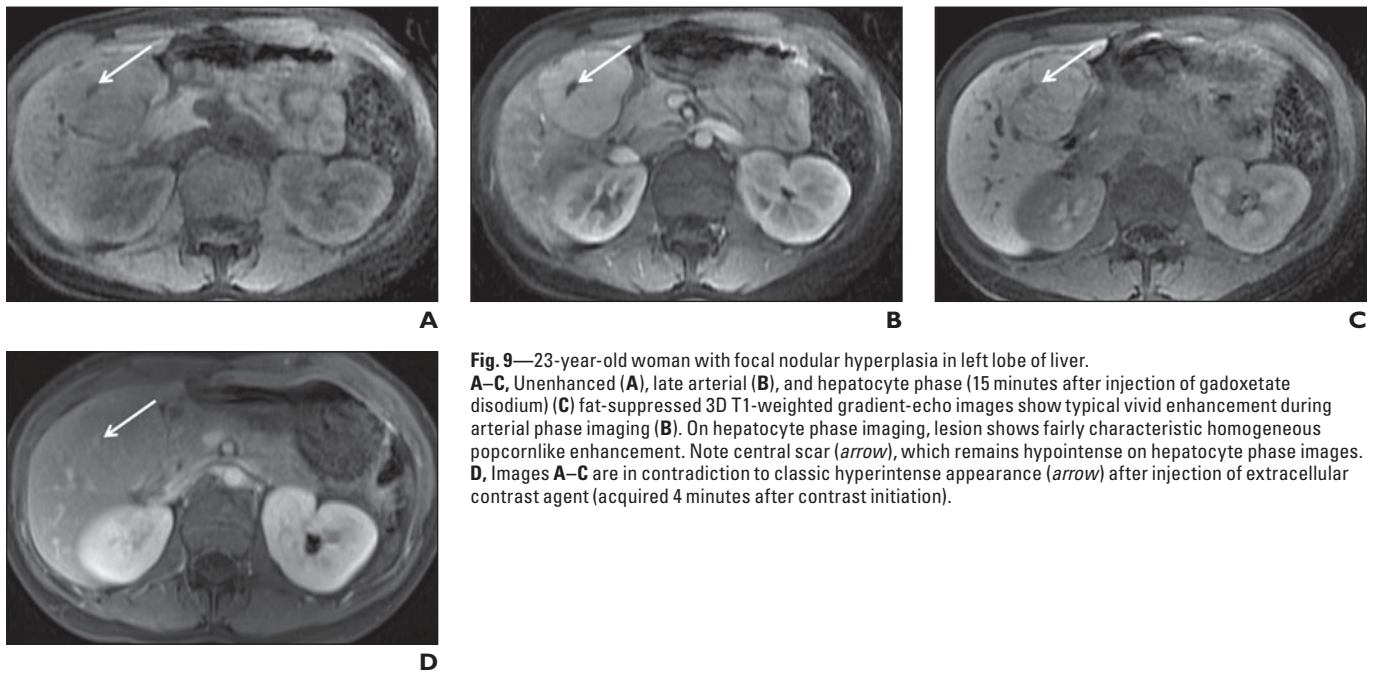 A
B
C
Fig. 9—23-year-old woman with focal nodular hyperplasia in left lobe of liver.
A–C, Unenhanced (A), late arterial (B), and hepatocyte phase (15 minutes after injection of gadoxetate
disodium) (C) fat-suppressed 3D T1-weighted gradient-echo images show typical vivid enhancement during
arterial phase imaging (B). On hepatocyte phase imaging, lesion shows fairly characteristic homogeneous
popcornlike enhancement. Note central scar (arrow), which remains hypointense on hepatocyte phase images.
D, Images A–C are in contradiction to classic hyperintense appearance (arrow) after injection of extracellular
contrast agent (acquired 4 minutes after contrast initiation).
D